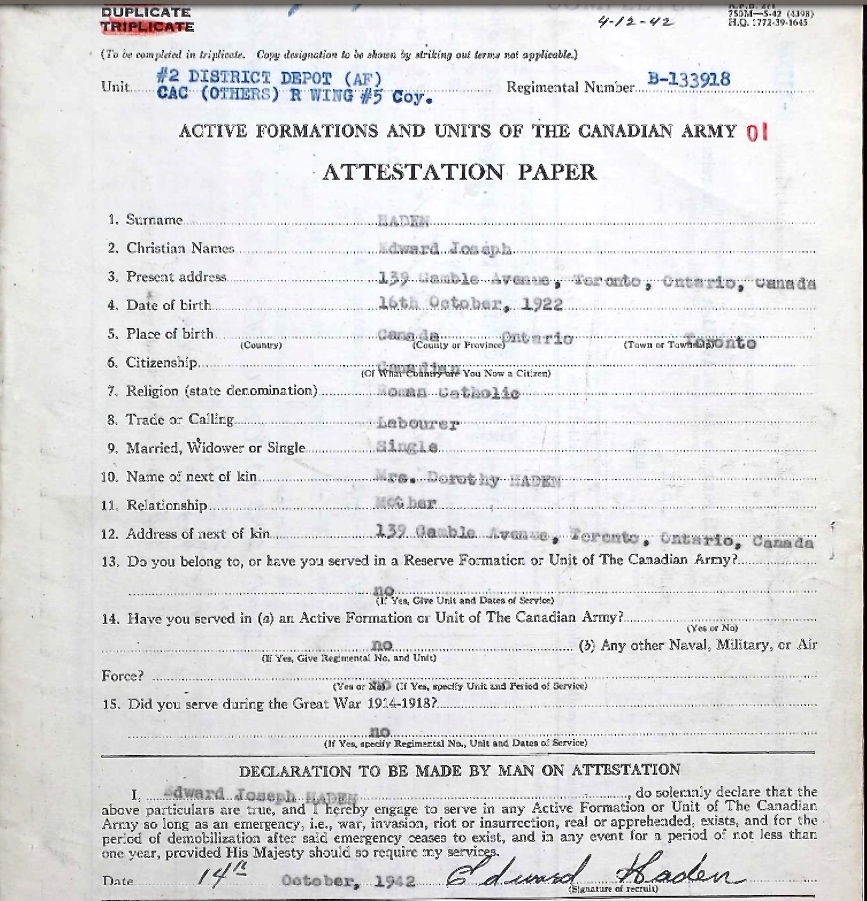 DUPLICATE
TRIPLICATE
4-12-42
750M—5-42 (4398)
H.Q. 1772-39-1645
(To be completed in triplicate. Copy designation to be shown by striking out terms not applicable.)
Unit #2 DISTRICT DEPOT (AF)
CAC (OTHERS) R WING #5 Coy.
Regimental Number B-133918
ACTIVE FORMATIONS AND UNITS OF THE CANADIAN ARMY 01
ATTESTATION PAPER
1. Surname HADEN
2. Christian Names Edward Joseph
3. Present address 139 Gamble Avenue, Toronto, Ontario, Canada
4. Date of birth 16th October, 1922
5. Place of birth Canada Ontario Toronto
(Country) (County or Province) (Town or Township)
6. Citizenship Canadian
(Of What Country are You Now a Citizen)
7. Religion (state denomination) Roman Catholic
8. Trade or Calling Labourer
9. Married, Widower or Single Single
10. Name of next of kin Mrs. Dorothy HADEN
11. Relationship Mother
12. Address of next of kin 139 Gamble Avenue, Toronto, Ontario, Canada
13. Do you belong to, or have you served in a Reserve Formation or Unit of The Canadian Army?
no
(If Yes, Give Unit and Dates of Service)
14. Have you served in (a) an Active Formation or Unit of The Canadian Army?
(Yes or No)
no (b) Any other Naval, Military, or Air
(If Yes, Give Regimental No. and Unit)
Force?
(Yes or No) (If Yes, specify Unit and Period of Service)
15. Did you serve during the Great War 1914-1918?
no
(If Yes, specify Regimental No., Unit and Dates of Service)
DECLARATION TO BE MADE BY MAN ON ATTESTATION
I, Edward Joseph HADEN, do solemnly declare that the
above particulars are true, and I hereby engage to serve in any Active Formation or Unit of The Canadian
Army so long as an emergency, i.e., war, invasion, riot or insurrection, real or apprehended, exists, and for the
period of demobilization after said emergency ceases to exist, and in any event for a period of not less than
one year, provided His Majesty should so require my services.
Date 14th October, 1942 Edward Haden
(Signature of recruit)